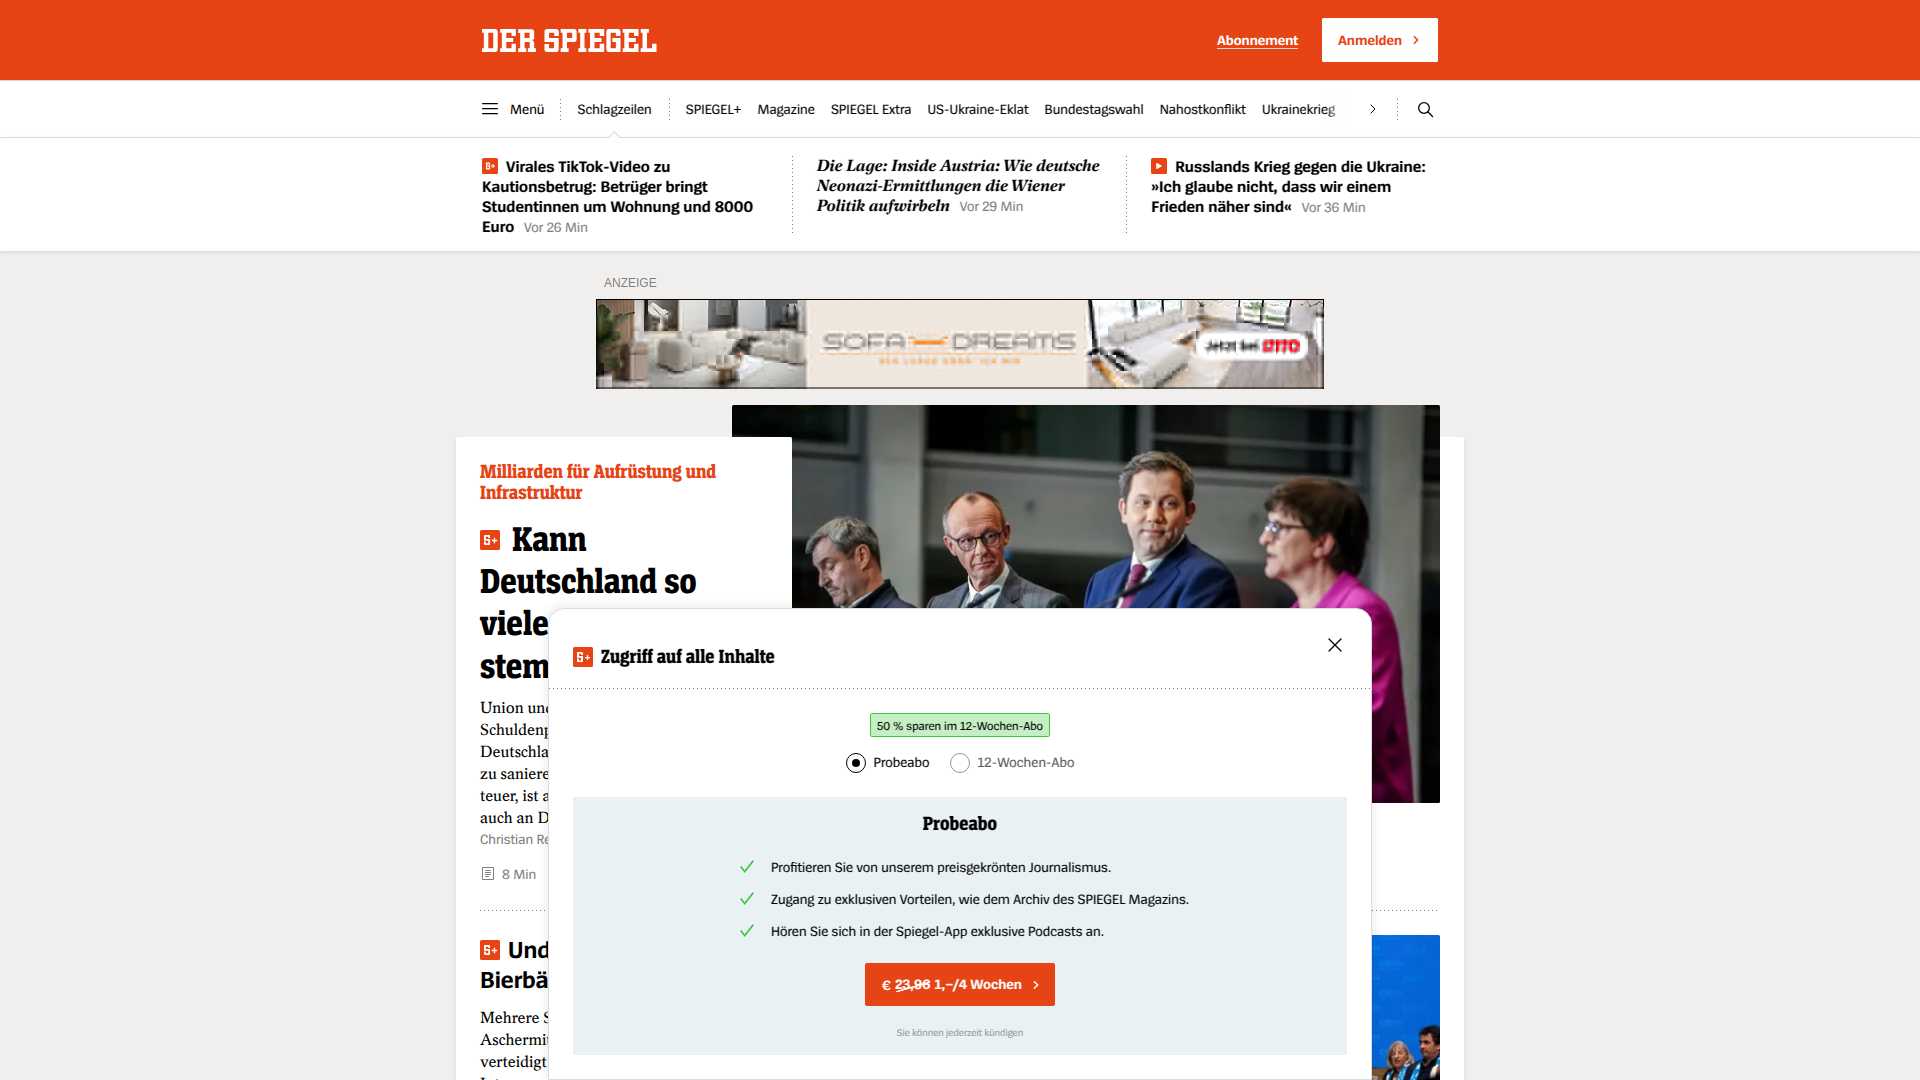 DER SPIEGEL
Abonnement
Anmelden
Menü
Schlagzeilen
SPIEGEL+
Magazine
SPIEGEL Extra
US-Ukraine-Eklat
Bundestagswahl
Nahostkonflikt
Ukrainekrieg
Virales TikTok-Video zu
Kautionsbetrug: Betrüger bringt
Studentinnen um Wohnung und 8000
Euro Vor 26 Min
Die Lage: Inside Austria: Wie deutsche
Neonazi-Ermittlungen die Wiener
Politik aufwirbeln Vor 29 Min
Russlands Krieg gegen die Ukraine:
»Ich glaube nicht, dass wir einem
Frieden näher sind« Vor 36 Min
ANZEIGE
SOFA DREAMS
Jetzt bei OTTO
Milliarden für Aufrüstung und
Infrastruktur
Kann
Deutschland so
viele
stem
Union und
Schuldenp
Deutschla
zu saniere
teuer, ist a
auch an D
Christian Re
8 Min
Und
Bierbä
Mehrere S
Aschermit
verteidigt
Zugriff auf alle Inhalte
50 % sparen im 12-Wochen-Abo
Probeabo
12-Wochen-Abo
Probeabo
Profitieren Sie von unserem preisgekrönten Journalismus.
Zugang zu exklusiven Vorteilen, wie dem Archiv des SPIEGEL Magazins.
Hören Sie sich in der Spiegel-App exklusive Podcasts an.
€ 23,96 1,–/4 Wochen
Sie können jederzeit kündigen